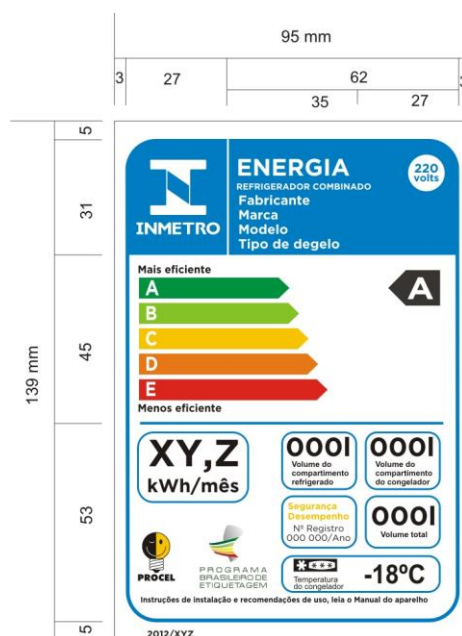 95 mm
3
27
62
35
27
139 mm
5
31
45
53
5
INMETRO
ENERGIA
REFRIGERADOR COMBINADO
Fabricante
Marca
Modelo
Tipo de degelo
220
volts
Mais eficiente
A
B
C
D
E
Menos eficiente
A
XY,Z
kWh/mês
000l
Volume do
compartimento
refrigerado
000l
Volume do
compartimento
do congelador
Segurança
Desempenho
Nº Registro
000 000/Ano
000l
Volume total
PROCEL
PROGRAMA
BRASILEIRO DE
ETIQUETAGEM
Temperatura
do congelador
-18ºC
Instruções de instalação e recomendações de uso, leia o Manual do aparelho
2012/XYZ